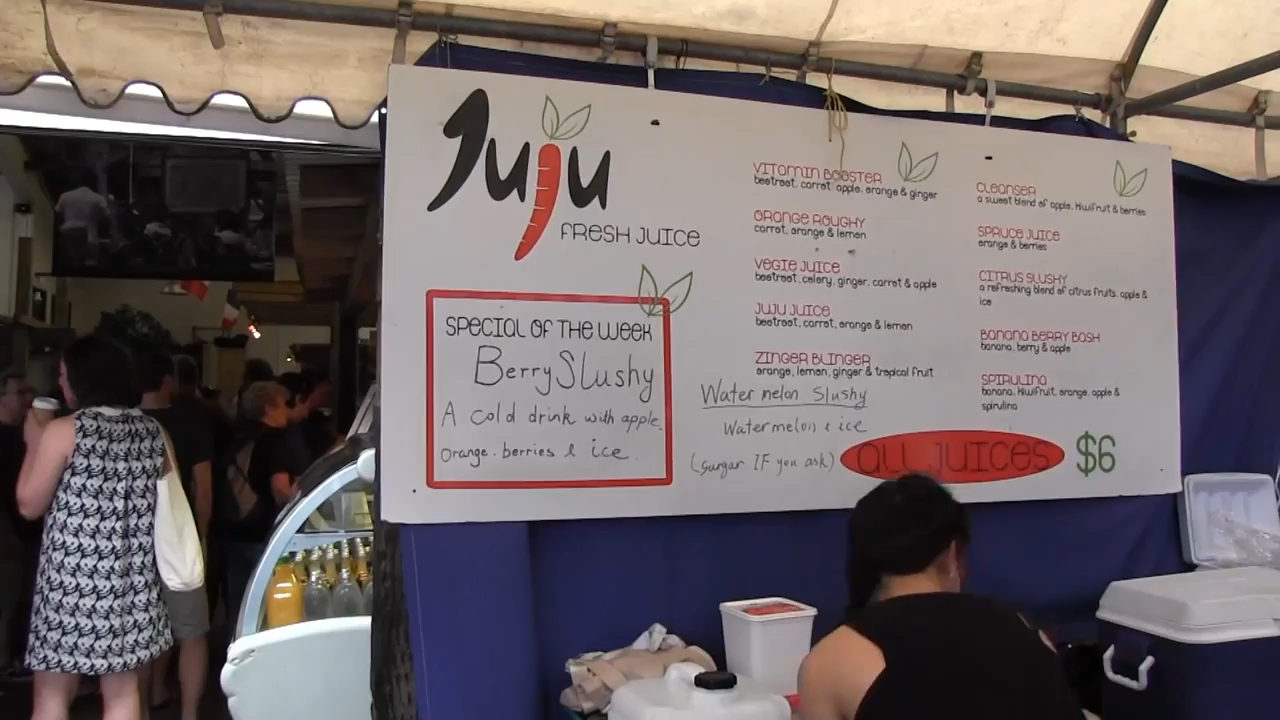 Juju
FRESH JUICE
SPECIAL OF THE WEEK
Berry Slushy
A cold drink with apple,
orange, berries & ice.
VITAMIN BOOSTER
beetroot, carrot, apple, orange & ginger
ORANGE ROUGHY
carrot, orange & lemon
VEGIE JUICE
beetroot, celery, ginger, carrot & apple
JUJU JUICE
beetroot, carrot, orange & lemon
ZINGER BLINGER
orange, lemon, ginger & tropical fruit
Water melon Slushy
Watermelon & ice
(surgar IF you ask)
CLEANSER
a sweet blend of apple, kiwifruit & berries
SPRUCE JUICE
orange & berries
CITRUS SLUSHY
a refreshing blend of citrus fruits, apple &
ice
BANANA BERRY BASH
banana, berry & apple
SPIRULINA
banana, kiwifruit, orange, apple &
spirulina
ALL JUICES $6